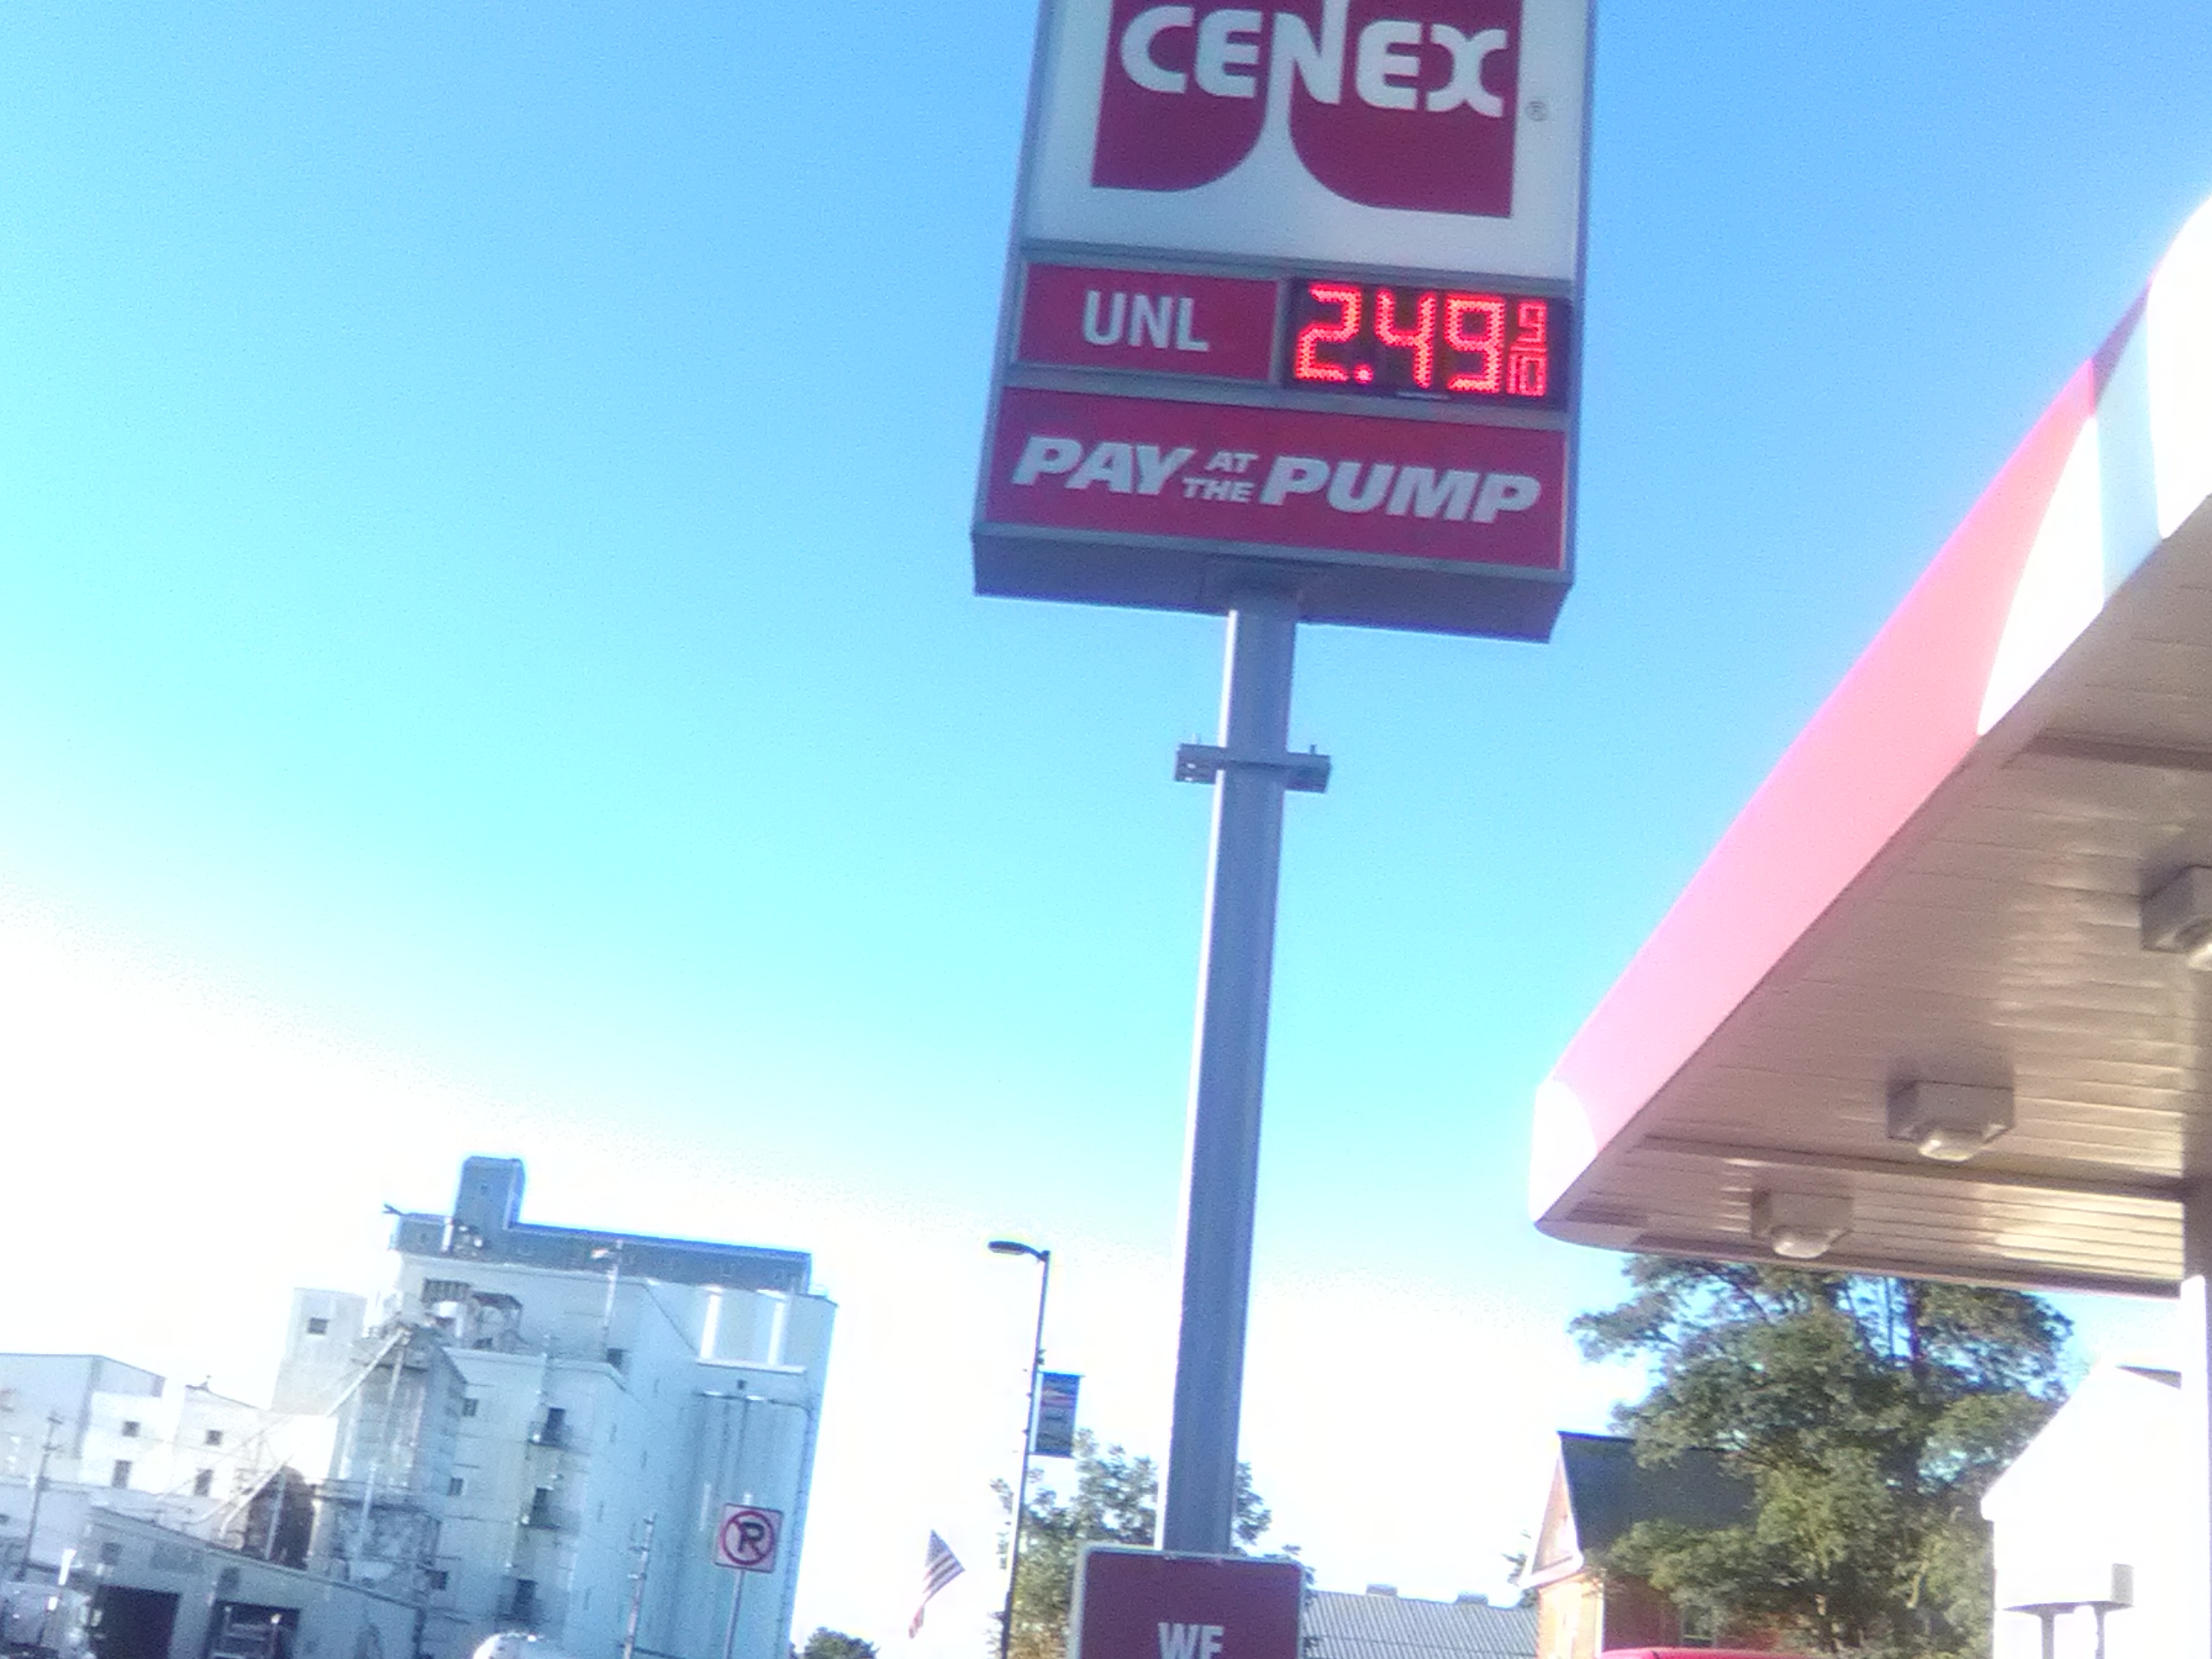 CENEX
®
UNL 2.49 9/10
PAY AT THE PUMP
P
WE